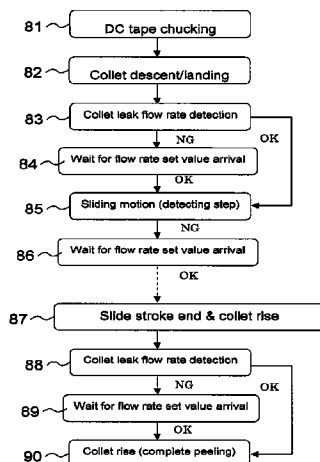 81 DC tape chucking
82 Collet descent/landing
83 Collet leak flow rate detection
NG OK
84 Wait for flow rate set value arrival
OK
85 Sliding motion (detecting step)
NG
86 Wait for flow rate set value arrival
OK
87 Slide stroke end & collet rise
88 Collet leak flow rate detection
NG OK
89 Wait for flow rate set value arrival
OK
90 Collet rise (complete peeling)